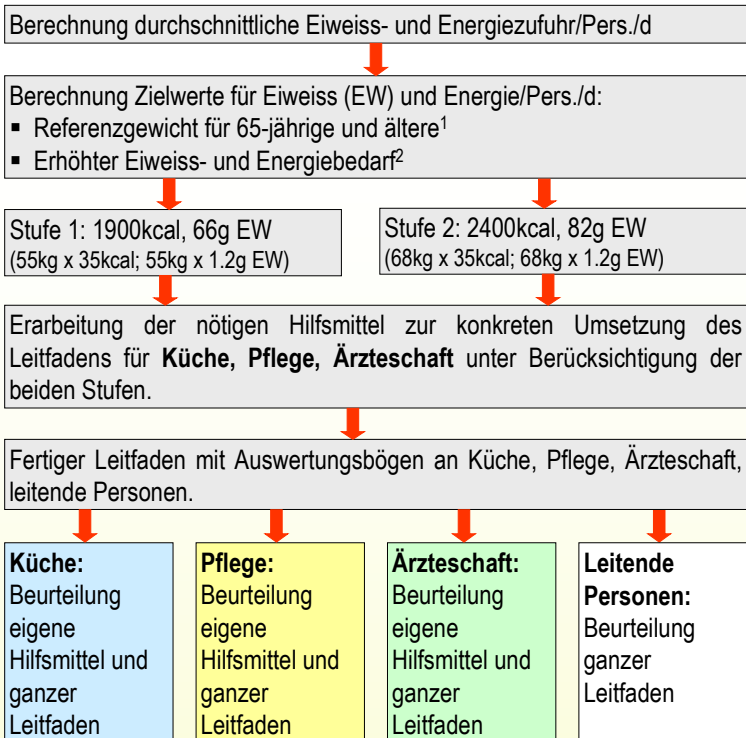 Berechnung durchschnittliche Eiweiss- und Energiezufuhr/Pers./d
Berechnung Zielwerte für Eiweiss (EW) und Energie/Pers./d:
▪ Referenzgewicht für 65-jährige und ältere¹
▪ Erhöhter Eiweiss- und Energiebedarf²
Stufe 1: 1900kcal, 66g EW
(55kg x 35kcal; 55kg x 1.2g EW)
Stufe 2: 2400kcal, 82g EW
(68kg x 35kcal; 68kg x 1.2g EW)
Erarbeitung der nötigen Hilfsmittel zur konkreten Umsetzung des
Leitfadens für Küche, Pflege, Ärzteschaft unter Berücksichtigung der
beiden Stufen.
Fertiger Leitfaden mit Auswertungsbögen an Küche, Pflege, Ärzteschaft,
leitende Personen.
Küche:
Beurteilung
eigene
Hilfsmittel und
ganzer
Leitfaden
Pflege:
Beurteilung
eigene
Hilfsmittel und
ganzer
Leitfaden
Ärzteschaft:
Beurteilung
eigene
Hilfsmittel und
ganzer
Leitfaden
Leitende
Personen:
Beurteilung
ganzer
Leitfaden